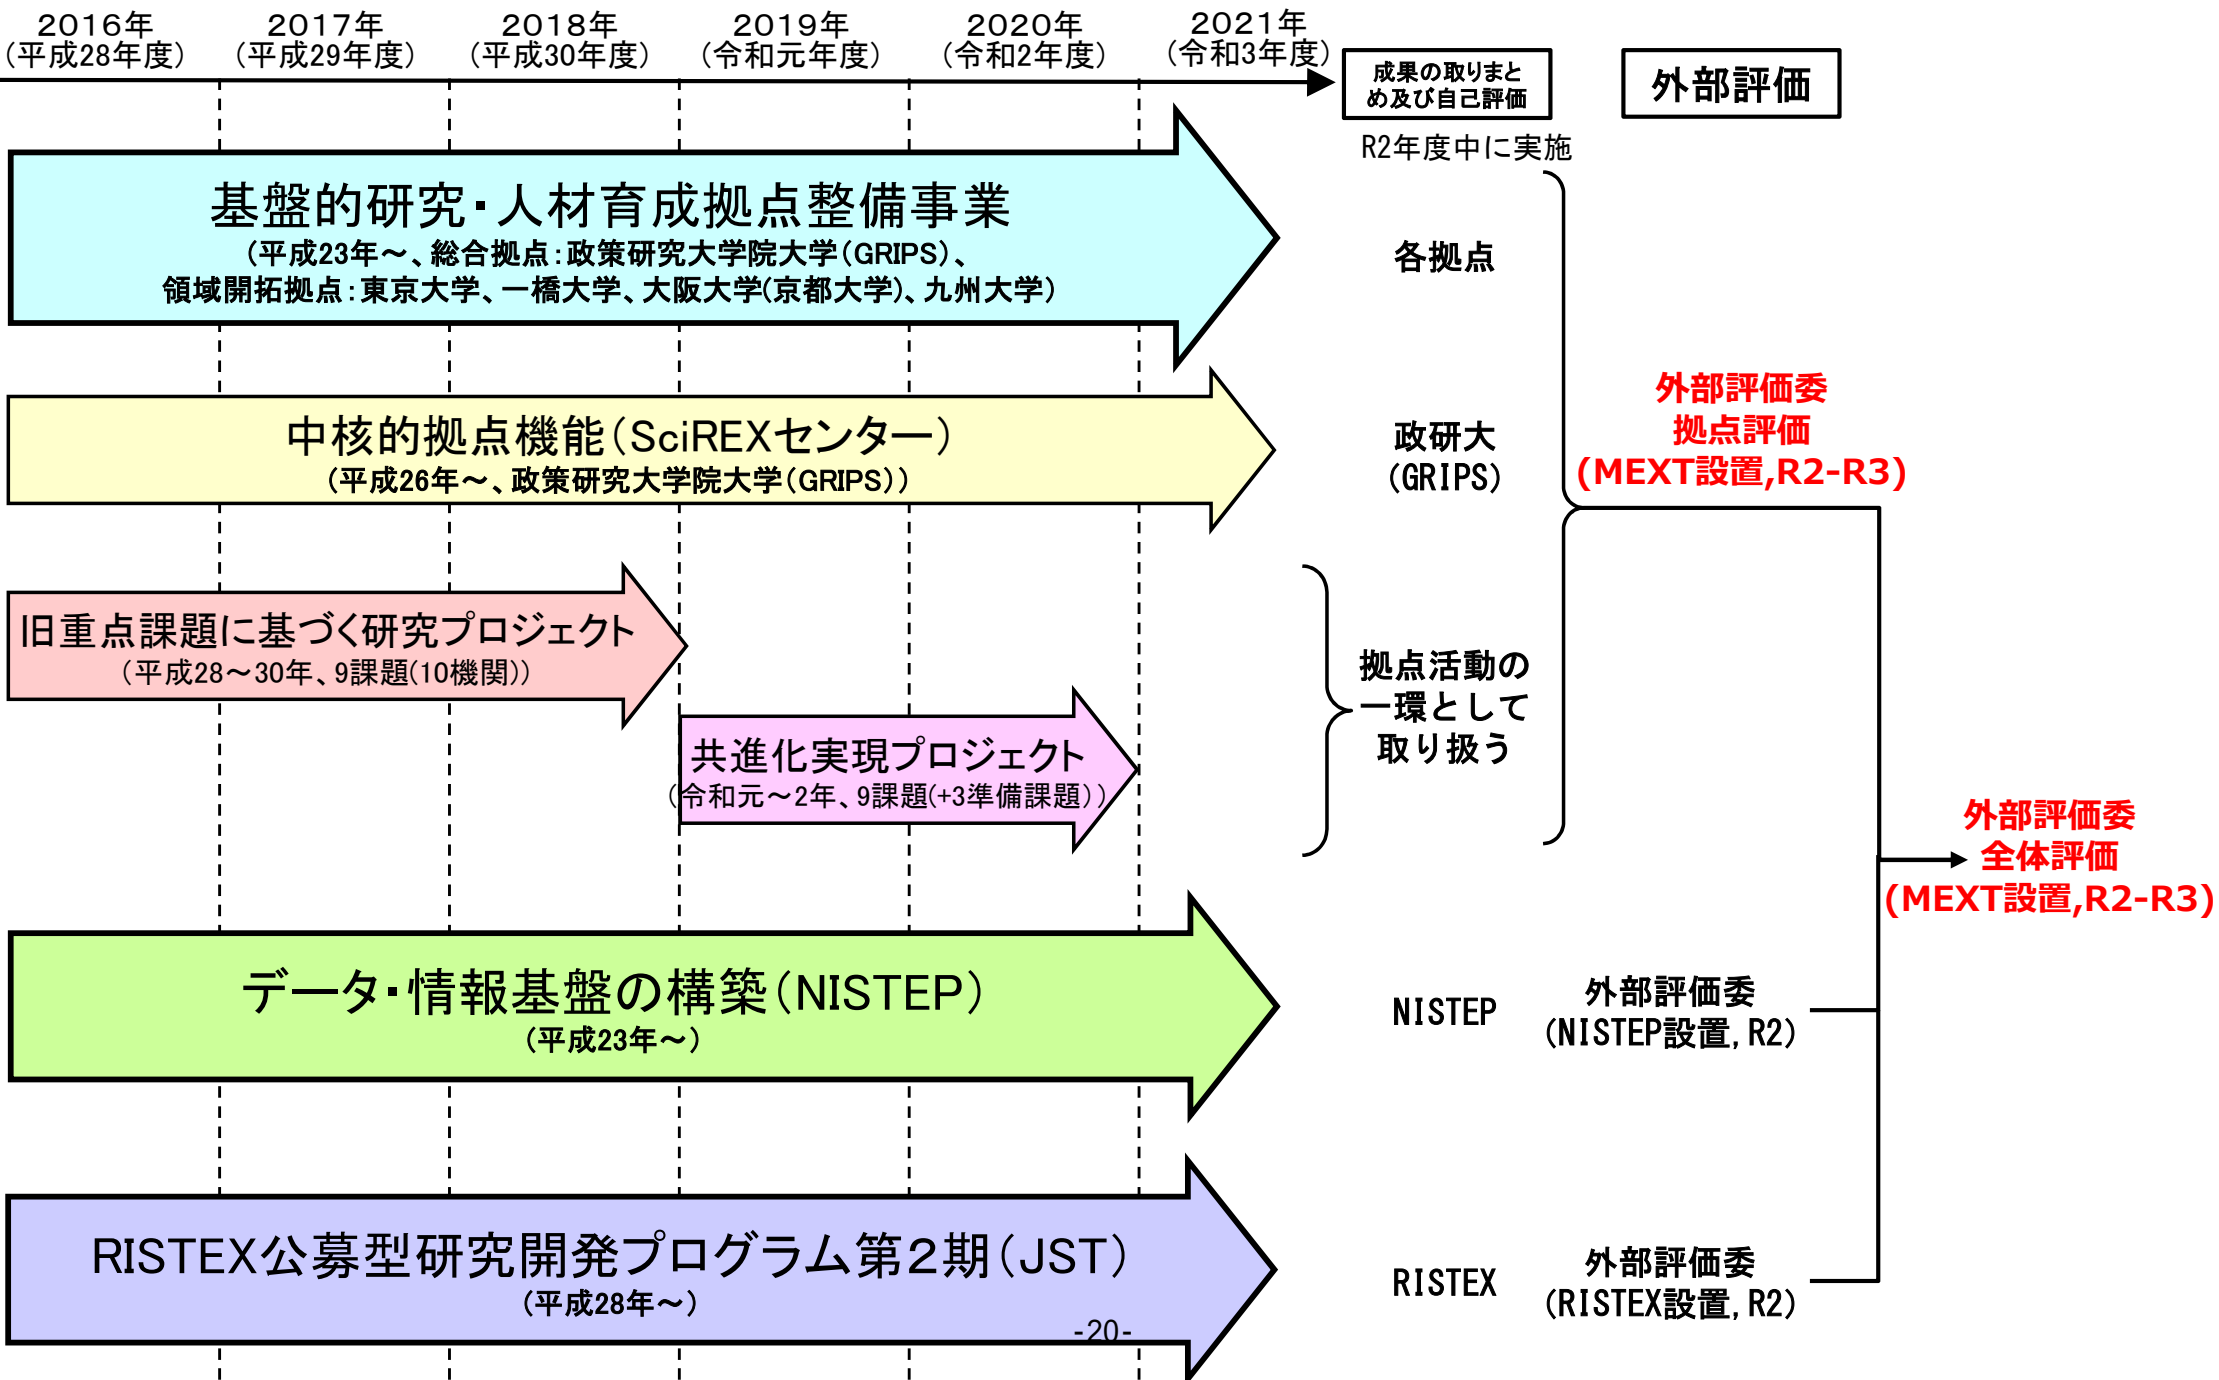 2016年
(平成28年度)
2017年
(平成29年度)
2018年
(平成30年度)
2019年
(令和元年度)
2020年
(令和2年度)
2021年
(令和3年度)
成果の取りまと
め及び自己評価
外部評価
R2年度中に実施
基盤的研究・人材育成拠点整備事業
(平成23年～、総合拠点:政策研究大学院大学(GRIPS)、
領域開拓拠点:東京大学、一橋大学、大阪大学(京都大学)、九州大学)
各拠点
中核的拠点機能(SciREXセンター)
(平成26年～、政策研究大学院大学(GRIPS))
政研大
(GRIPS)
外部評価委
拠点評価
(MEXT設置,R2-R3)
旧重点課題に基づく研究プロジェクト
(平成28～30年、9課題(10機関))
共進化実現プロジェクト
(令和元～2年、9課題(+3準備課題))
拠点活動の
一環として
取り扱う
外部評価委
全体評価
(MEXT設置,R2-R3)
データ・情報基盤の構築(NISTEP)
(平成23年～)
NISTEP
外部評価委
(NISTEP設置,R2)
RISTEX公募型研究開発プログラム第2期(JST)
(平成28年～)
RISTEX
外部評価委
(RISTEX設置,R2)
-20-